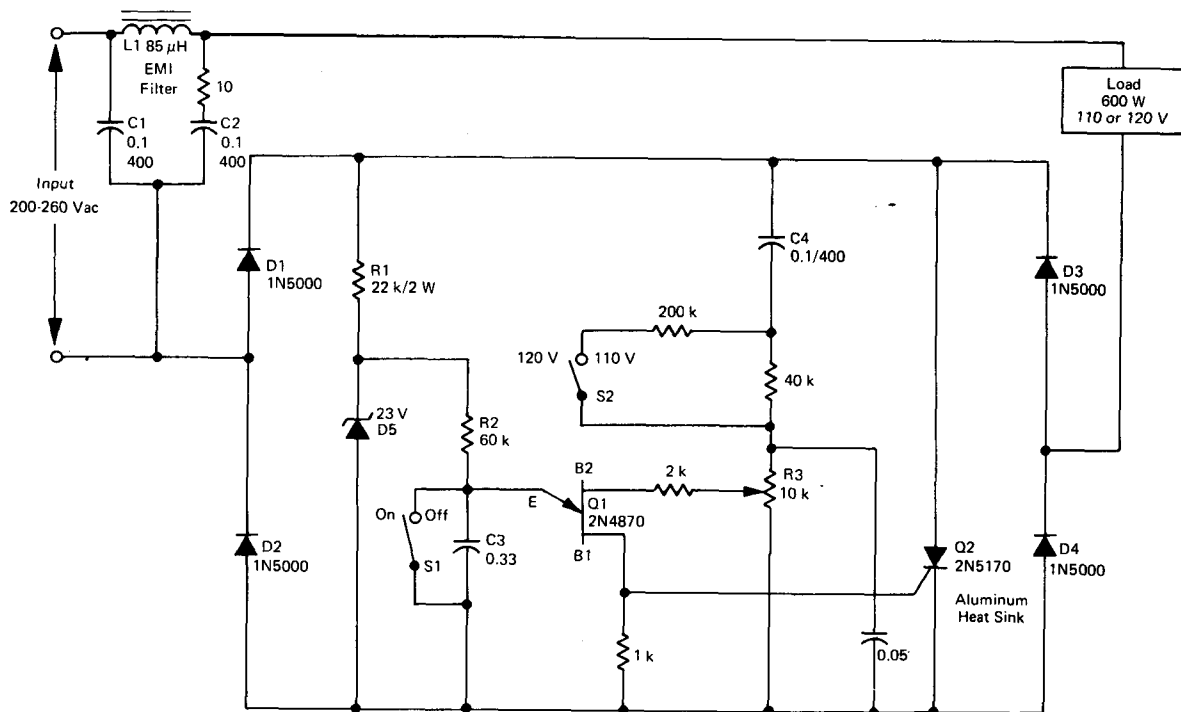 L1 85 μH
EMI
Filter
10
C1
0.1
400
C2
0.1
400
Input
200-260 Vac
Load
600 W
110 or 120 V
D1
1N5000
R1
22 k/2 W
C4
0.1/400
D3
1N5000
200 k
120 V
110 V
S2
40 k
23 V
D5
R2
60 k
B2
2 k
R3
10 k
E
Q1
2N4870
B1
On
Off
S1
C3
0.33
D2
1N5000
Q2
2N5170
D4
1N5000
Aluminum
Heat Sink
1 k
0.05